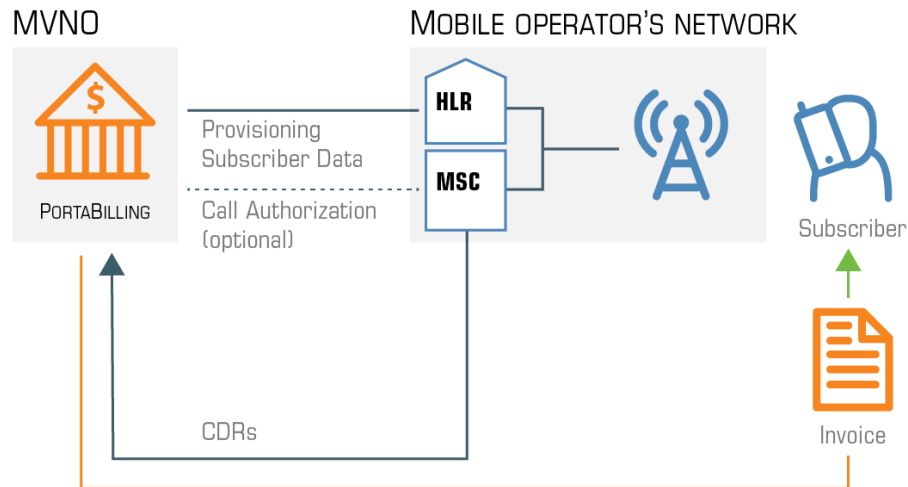 MVNO
MOBILE OPERATOR'S NETWORK
$
HLR
Provisioning
Subscriber Data
MSC
PORTABILLING
Call Authorization
(optional)
Subscriber
CDRs
Invoice